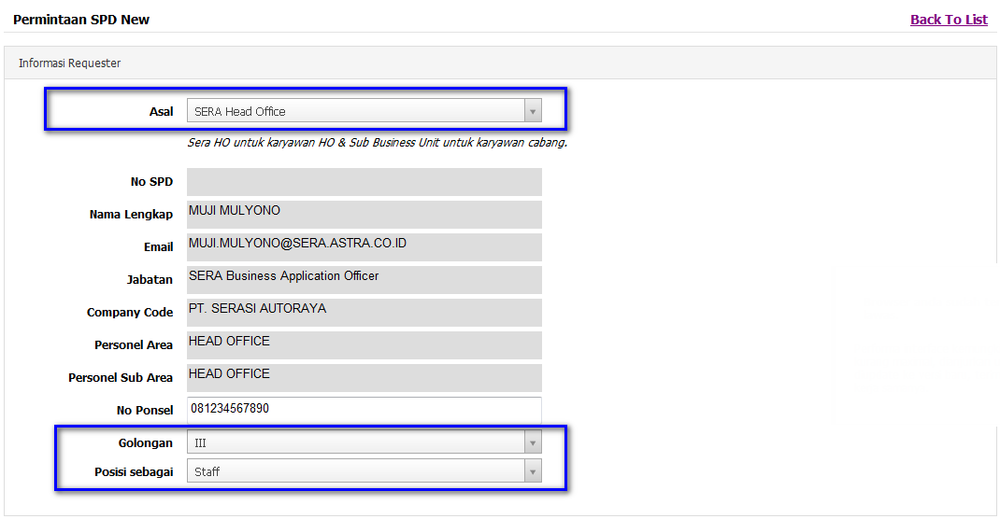 Permintaan SPD New Back To List
Informasi Requester
Asal SERA Head Office
Sera HO untuk karyawan HO & Sub Business Unit untuk karyawan cabang.
No SPD
Nama Lengkap MUJI MULYONO
Email MUJI.MULYONO@SERA.ASTRA.CO.ID
Jabatan SERA Business Application Officer
Company Code PT. SERASI AUTORAYA
Personel Area HEAD OFFICE
Personel Sub Area HEAD OFFICE
No Ponsel 081234567890
Golongan III
Posisi sebagai Staff